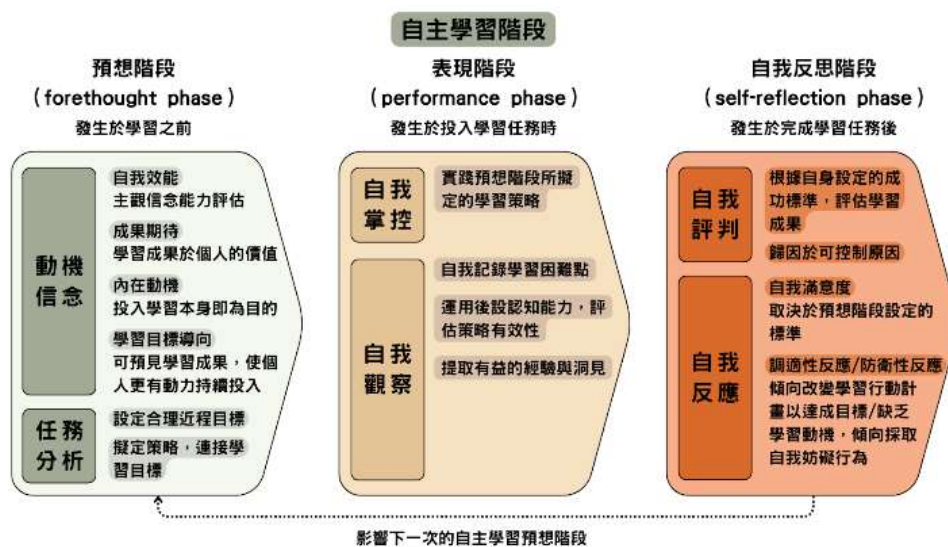 自主學習階段
預想階段
(forethought phase)
發生於學習之前
動機
信念
自我效能
主觀信念能力評估
成果期待
學習成果於個人的價值
內在動機
投入學習本身即為目的
學習目標導向
可預見學習成果，使個
人更有動力持續投入
任務
分析
設定合理近程目標
擬定策略，連接學
習目標
表現階段
(performance phase)
發生於投入學習任務時
自我
掌控
實踐預想階段所擬
定的學習策略
自我
觀察
自我記錄學習困難點
運用後設認知能力，評
估策略有效性
提取有益的經驗與洞見
自我反思階段
(self-reflection phase)
發生於完成學習任務後
自我
評判
根據自身設定的成
功標準，評估學習
成果
歸因於可控制原因
自我
反應
自我滿意度
取決於預想階段設定的
標準
調適性反應/防衛性反應
傾向改變學習行動計
畫以達成目標/缺乏
學習動機，傾向採取
自我妨礙行為
影響下一次的自主學習預想階段